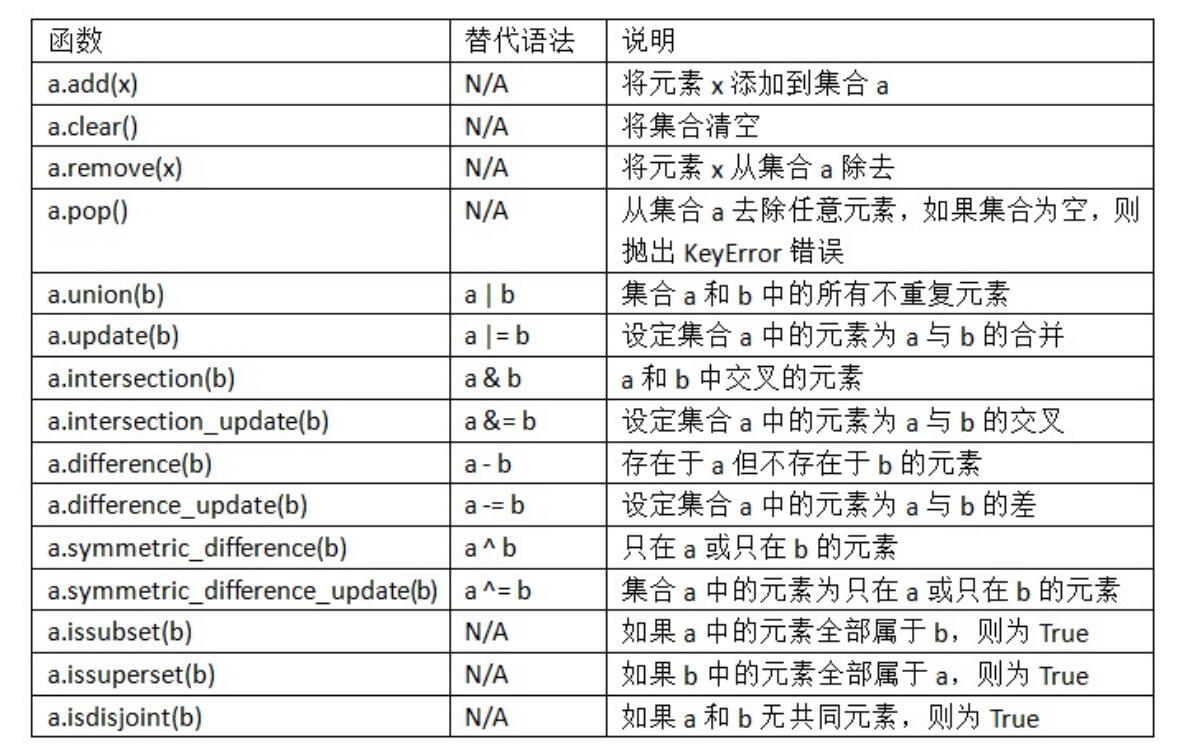 函数 替代语法 说明
a.add(x) N/A 将元素 x 添加到集合 a
a.clear() N/A 将集合清空
a.remove(x) N/A 将元素 x 从集合 a 除去
a.pop() N/A 从集合 a 去除任意元素，如果集合为空，则
抛出 KeyError 错误
a.union(b) a | b 集合 a 和 b 中的所有不重复元素
a.update(b) a |= b 设定集合 a 中的元素为 a 与 b 的合并
a.intersection(b) a & b a 和 b 中交叉的元素
a.intersection_update(b) a &= b 设定集合 a 中的元素为 a 与 b 的交叉
a.difference(b) a - b 存在于 a 但不存在于 b 的元素
a.difference_update(b) a -= b 设定集合 a 中的元素为 a 与 b 的差
a.symmetric_difference(b) a ^ b 只在 a 或只在 b 的元素
a.symmetric_difference_update(b) a ^= b 集合 a 中的元素为只在 a 或只在 b 的元素
a.issubset(b) N/A 如果 a 中的元素全部属于 b，则为 True
a.issuperset(b) N/A 如果 b 中的元素全部属于 a，则为 True
a.isdisjoint(b) N/A 如果 a 和 b 无共同元素，则为 True